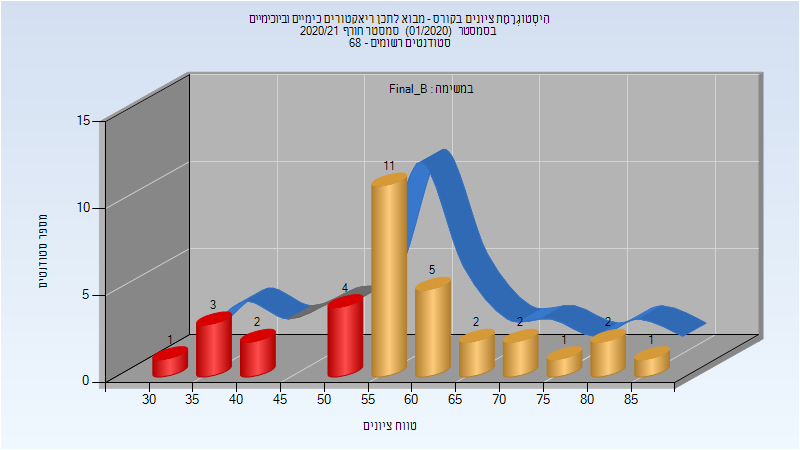 הִיסְטוֹגְרָמַת ציונים בקורס - מבוא לתכן ריאקטורים כימיים וביוכימיים
בסמסטר (01/2020) סמסטר חורף 2020/21
סטודנטים רשומים - 68
במשימה : Final_B
מספר סטודנטים
15
10
5
0
1
3
2
4
11
5
2
2
1
2
1
30 35 40 45 50 55 60 65 70 75 80 85
טווח ציונים